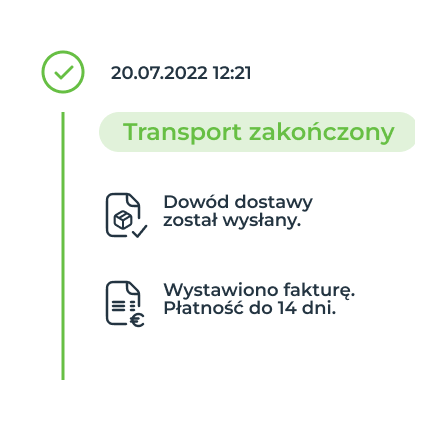 20.07.2022 12:21
Transport zakończony
Dowód dostawy
został wysłany.
Wystawiono fakturę.
Płatność do 14 dni.